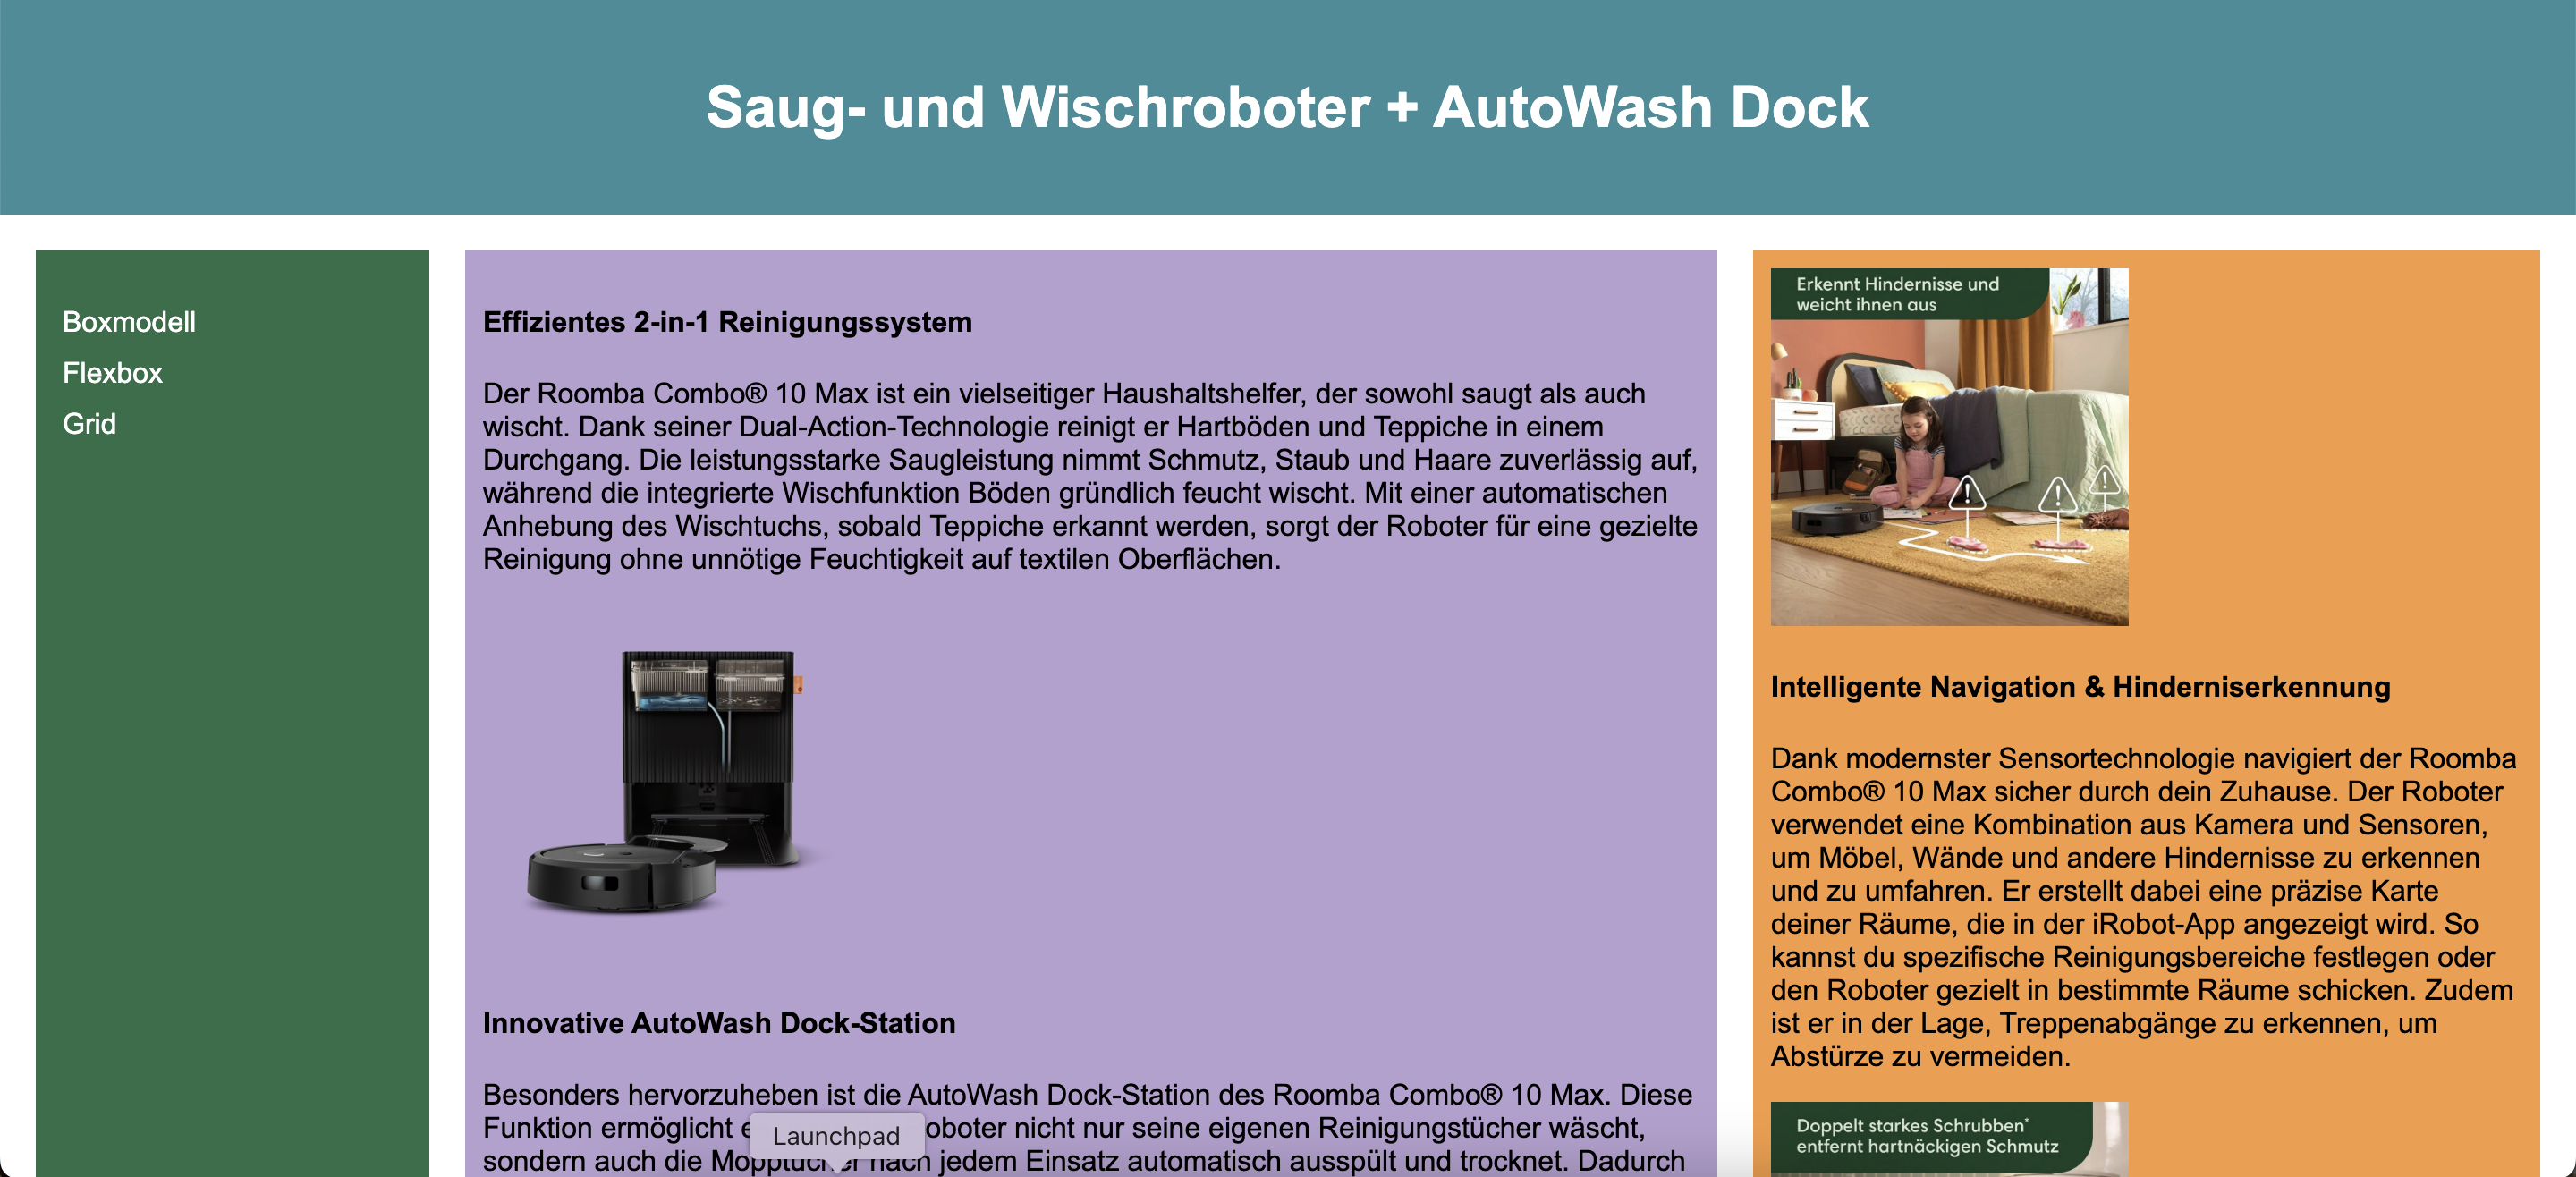 Saug- und Wischroboter + AutoWash Dock
Boxmodell
Flexbox
Grid
Effizientes 2-in-1 Reinigungssystem
Der Roomba Combo® 10 Max ist ein vielseitiger Haushaltshelfer, der sowohl saugt als auch
wischt. Dank seiner Dual-Action-Technologie reinigt er Hartböden und Teppiche in einem
Durchgang. Die leistungsstarke Saugleistung nimmt Schmutz, Staub und Haare zuverlässig auf,
während die integrierte Wischfunktion Böden gründlich feucht wischt. Mit einer automatischen
Anhebung des Wischtuchs, sobald Teppiche erkannt werden, sorgt der Roboter für eine gezielte
Reinigung ohne unnötige Feuchtigkeit auf textilen Oberflächen.
Innovative AutoWash Dock-Station
Besonders hervorzuheben ist die AutoWash Dock-Station des Roomba Combo® 10 Max. Diese
Funktion ermöglicht oboter nicht nur seine eigenen Reinigungstücher wäscht,
sondern auch die Mopptücher nach jedem Einsatz automatisch ausspült und trocknet. Dadurch
Launchpad
Erkennt Hindernisse und
weicht ihnen aus
Intelligente Navigation & Hinderniserkennung
Dank modernster Sensortechnologie navigiert der Roomba
Combo® 10 Max sicher durch dein Zuhause. Der Roboter
verwendet eine Kombination aus Kamera und Sensoren,
um Möbel, Wände und andere Hindernisse zu erkennen
und zu umfahren. Er erstellt dabei eine präzise Karte
deiner Räume, die in der iRobot-App angezeigt wird. So
kannst du spezifische Reinigungsbereiche festlegen oder
den Roboter gezielt in bestimmte Räume schicken. Zudem
ist er in der Lage, Treppenabgänge zu erkennen, um
Abstürze zu vermeiden.
Doppelt starkes Schrubben*
entfernt hartnäckigen Schmutz